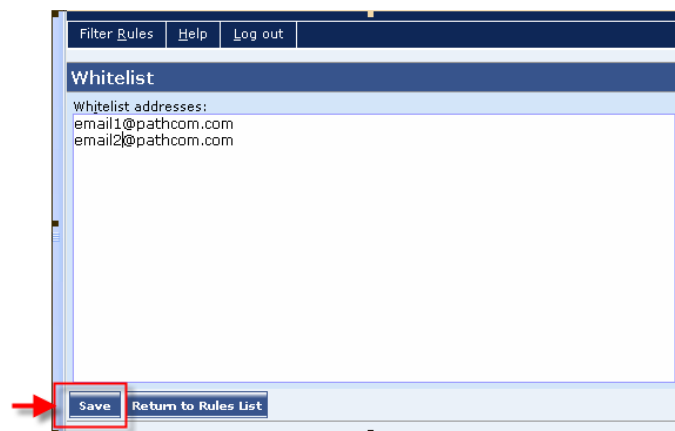 Filter Rules Help Log out
Whitelist
Whitelist addresses:
email1@pathcom.com
email2@pathcom.com
Save Return to Rules List